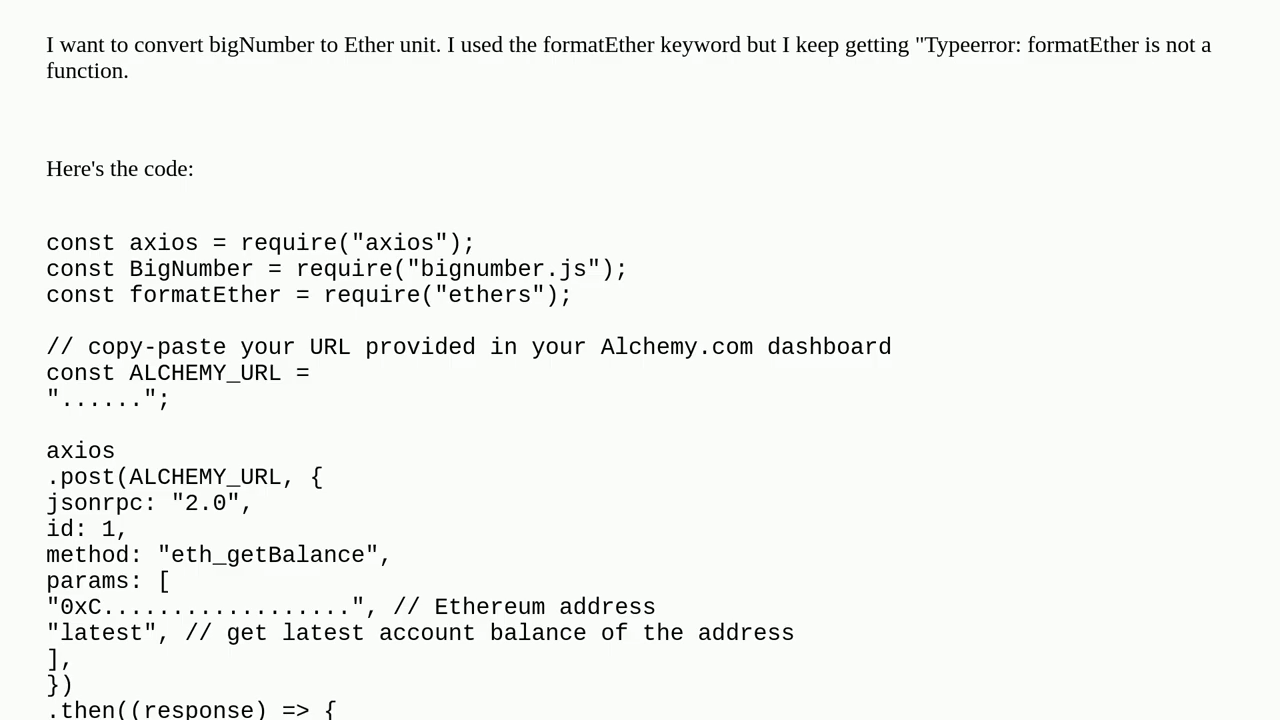 I want to convert bigNumber to Ether unit. I used the formatEther keyword but I keep getting "Typeerror: formatEther is not a
function.
Here's the code:
const axios = require("axios");
const BigNumber = require("bignumber.js");
const formatEther = require("ethers");
// copy-paste your URL provided in your Alchemy.com dashboard
const ALCHEMY_URL =
"......";
axios
.post(ALCHEMY_URL, {
jsonrpc: "2.0",
id: 1,
method: "eth_getBalance",
params: [
"0xC..................", // Ethereum address
"latest", // get latest account balance of the address
],
})
.then((response) => {